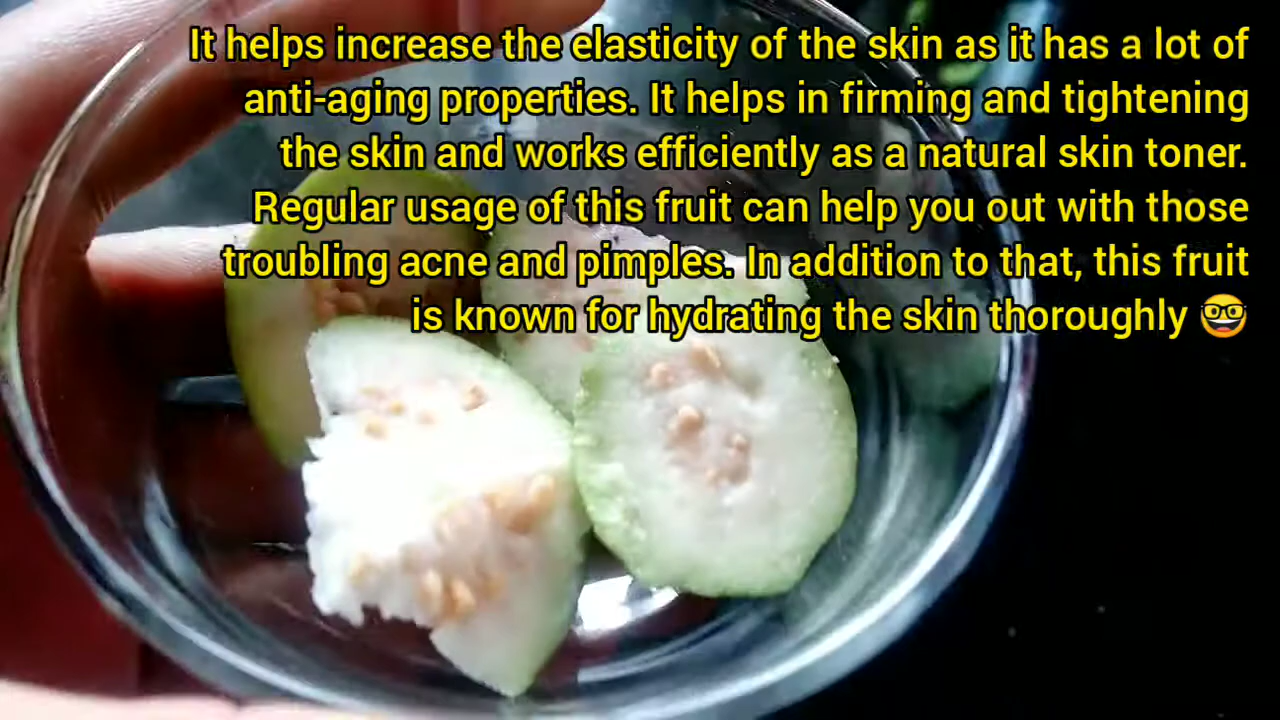 It helps increase the elasticity of the skin as it has a lot of
anti-aging properties. It helps in firming and tightening
the skin and works efficiently as a natural skin toner.
Regular usage of this fruit can help you out with those
troubling acne and pimples. In addition to that, this fruit
is known for hydrating the skin thoroughly 🤓